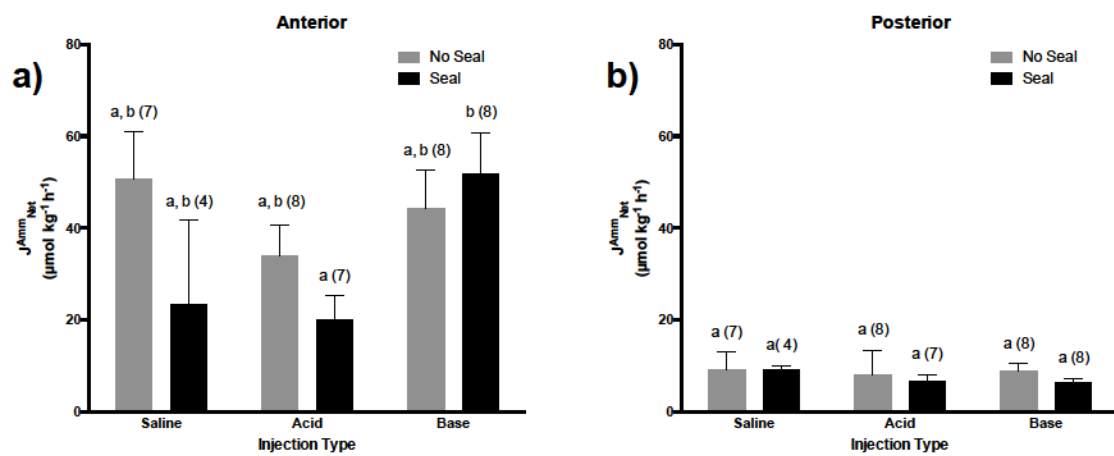 Anterior
a)
No Seal
Seal
80
60
40
20
0
J^Amm_Net
(µmol kg⁻¹ h⁻¹)
a, b (7)
a, b (4)
a, b (8)
a (7)
a, b (8)
b (8)
Saline
Acid
Base
Injection Type
Posterior
b)
No Seal
Seal
80
60
40
20
0
J^Amm_Net
(µmol kg⁻¹ h⁻¹)
a (7)
a( 4)
a (8)
a (7)
a (8)
a (8)
Saline
Acid
Base
Injection Type